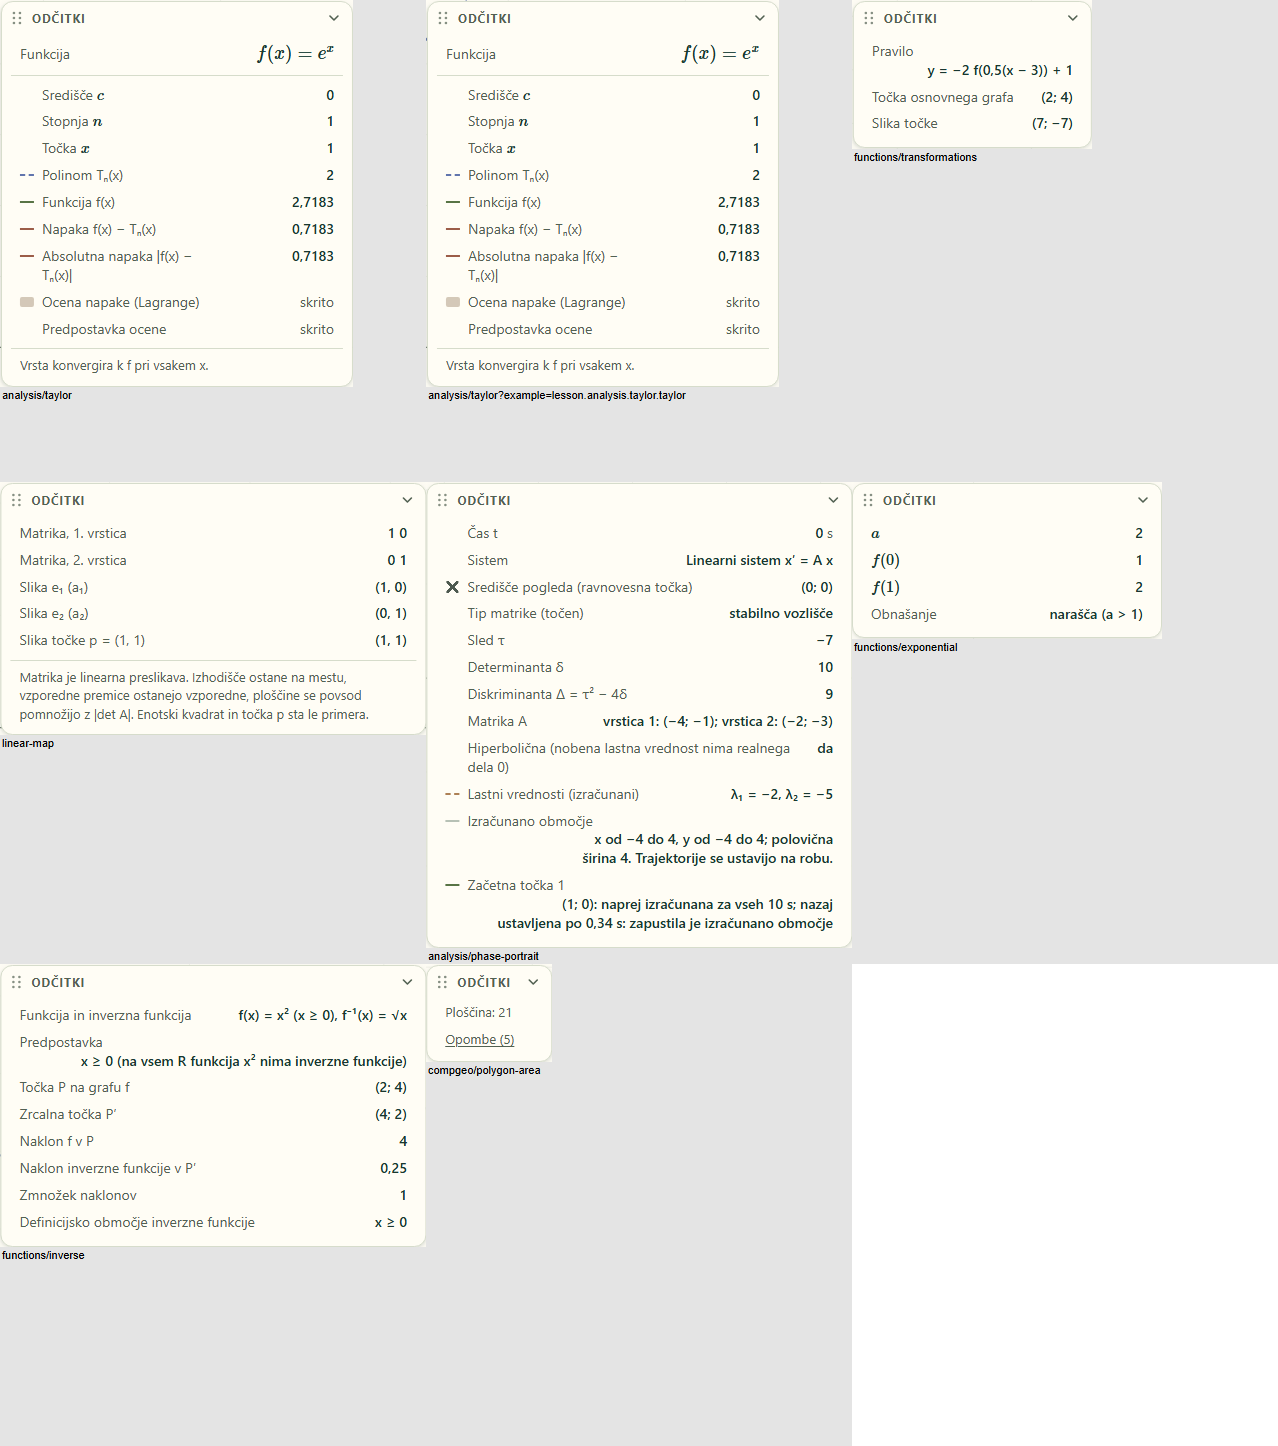 ODČITKI
Funkcija f(x) = eˣ
Središče c 0
Stopnja n 1
Točka x 1
Polinom Tₙ(x) 2
Funkcija f(x) 2,7183
Napaka f(x) − Tₙ(x) 0,7183
Absolutna napaka |f(x) − 0,7183
Tₙ(x)|
Ocena napake (Lagrange) skrito
Predpostavka ocene skrito
Vrsta konvergira k f pri vsakem x.
analysis/taylor
ODČITKI
Funkcija f(x) = eˣ
Središče c 0
Stopnja n 1
Točka x 1
Polinom Tₙ(x) 2
Funkcija f(x) 2,7183
Napaka f(x) − Tₙ(x) 0,7183
Absolutna napaka |f(x) − 0,7183
Tₙ(x)|
Ocena napake (Lagrange) skrito
Predpostavka ocene skrito
Vrsta konvergira k f pri vsakem x.
analysis/taylor?example=lesson.analysis.taylor.taylor
ODČITKI
Pravilo
y = −2 f(0,5(x − 3)) + 1
Točka osnovnega grafa (2; 4)
Slika točke (7; −7)
functions/transformations
ODČITKI
Matrika, 1. vrstica 1 0
Matrika, 2. vrstica 0 1
Slika e₁ (a₁) (1, 0)
Slika e₂ (a₂) (0, 1)
Slika točke p = (1, 1) (1, 1)
Matrika je linearna preslikava. Izhodišče ostane na mestu,
vzporedne premice ostanejo vzporedne, ploščine se povsod
pomnožijo z |det A|. Enotski kvadrat in točka p sta le primera.
linear-map
ODČITKI
Čas t 0 s
Sistem Linearni sistem x′ = A x
Središče pogleda (ravnovesna točka) (0; 0)
Tip matrike (točen) stabilno vozlišče
Sled τ −7
Determinanta δ 10
Diskriminanta Δ = τ² − 4δ 9
Matrika A vrstica 1: (−4; −1); vrstica 2: (−2; −3)
Hiperbolična (nobena lastna vrednost nima realnega da
dela 0)
Lastni vrednosti (izračunani) λ₁ = −2, λ₂ = −5
Izračunano območje
x od −4 do 4, y od −4 do 4; polovična
širina 4. Trajektorije se ustavijo na robu.
Začetna točka 1
(1; 0): naprej izračunana za vseh 10 s; nazaj
ustavljena po 0,34 s: zapustila je izračunano območje
analysis/phase-portrait
ODČITKI
a 2
f(0) 1
f(1) 2
Obnašanje narašča (a > 1)
functions/exponential
ODČITKI
Funkcija in inverzna funkcija f(x) = x² (x ≥ 0), f⁻¹(x) = √x
Predpostavka
x ≥ 0 (na vsem R funkcija x² nima inverzne funkcije)
Točka P na grafu f (2; 4)
Zrcalna točka P′ (4; 2)
Naklon f v P 4
Naklon inverzne funkcije v P′ 0,25
Zmnožek naklonov 1
Definicijsko območje inverzne funkcije x ≥ 0
functions/inverse
ODČITKI
Ploščina: 21
Opombe (5)
compgeo/polygon-area